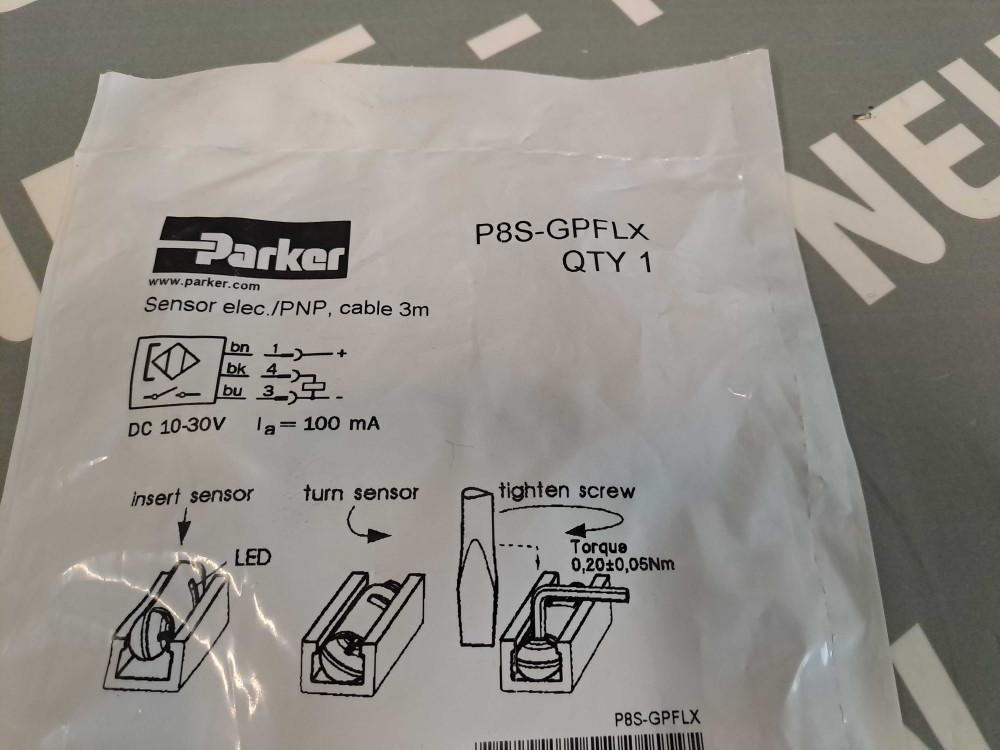 Parker
www.parker.com
P8S-GPFLX
QTY 1
Sensor elec./PNP, cable 3m
bn 1 +
bk 4
bu 3 -
DC 10-30V Ia = 100 mA
insert sensor
turn sensor
tighten screw
LED
Torque
0,20±0,05Nm
P8S-GPFLX